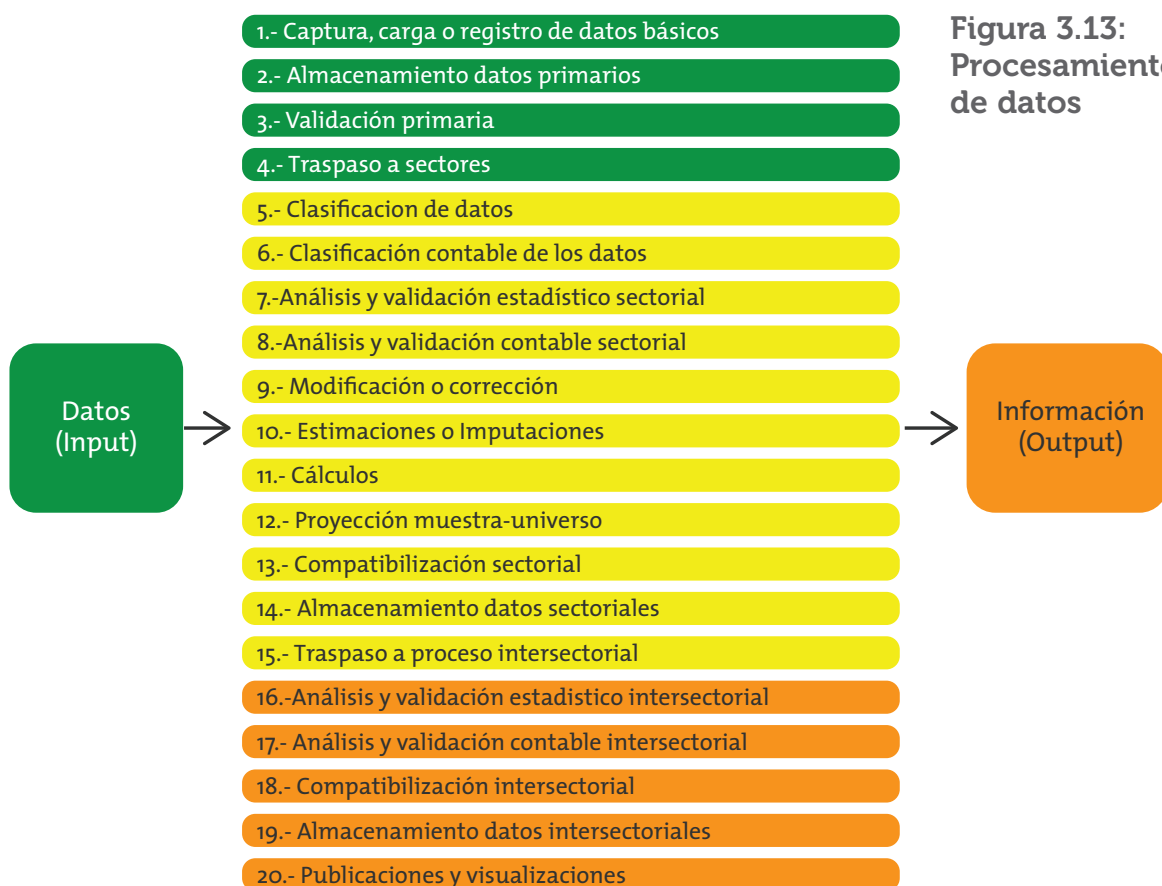 1.- Captura, carga o registro de datos básicos
2.- Almacenamiento datos primarios
3.- Validación primaria
4.- Traspaso a sectores
5.- Clasificacion de datos
6.- Clasificación contable de los datos
7.-Análisis y validación estadístico sectorial
8.-Análisis y validación contable sectorial
9.- Modificación o corrección
10.- Estimaciones o Imputaciones
11.- Cálculos
12.- Proyección muestra-universo
13.- Compatibilización sectorial
14.- Almacenamiento datos sectoriales
15.- Traspaso a proceso intersectorial
16.-Análisis y validación estadistico intersectorial
17.- Análisis y validación contable intersectorial
18.- Compatibilización intersectorial
19.- Almacenamiento datos intersectoriales
20.- Publicaciones y visualizaciones
Figura 3.13:
Procesamiento
de datos
Datos
(Input)
Información
(Output)